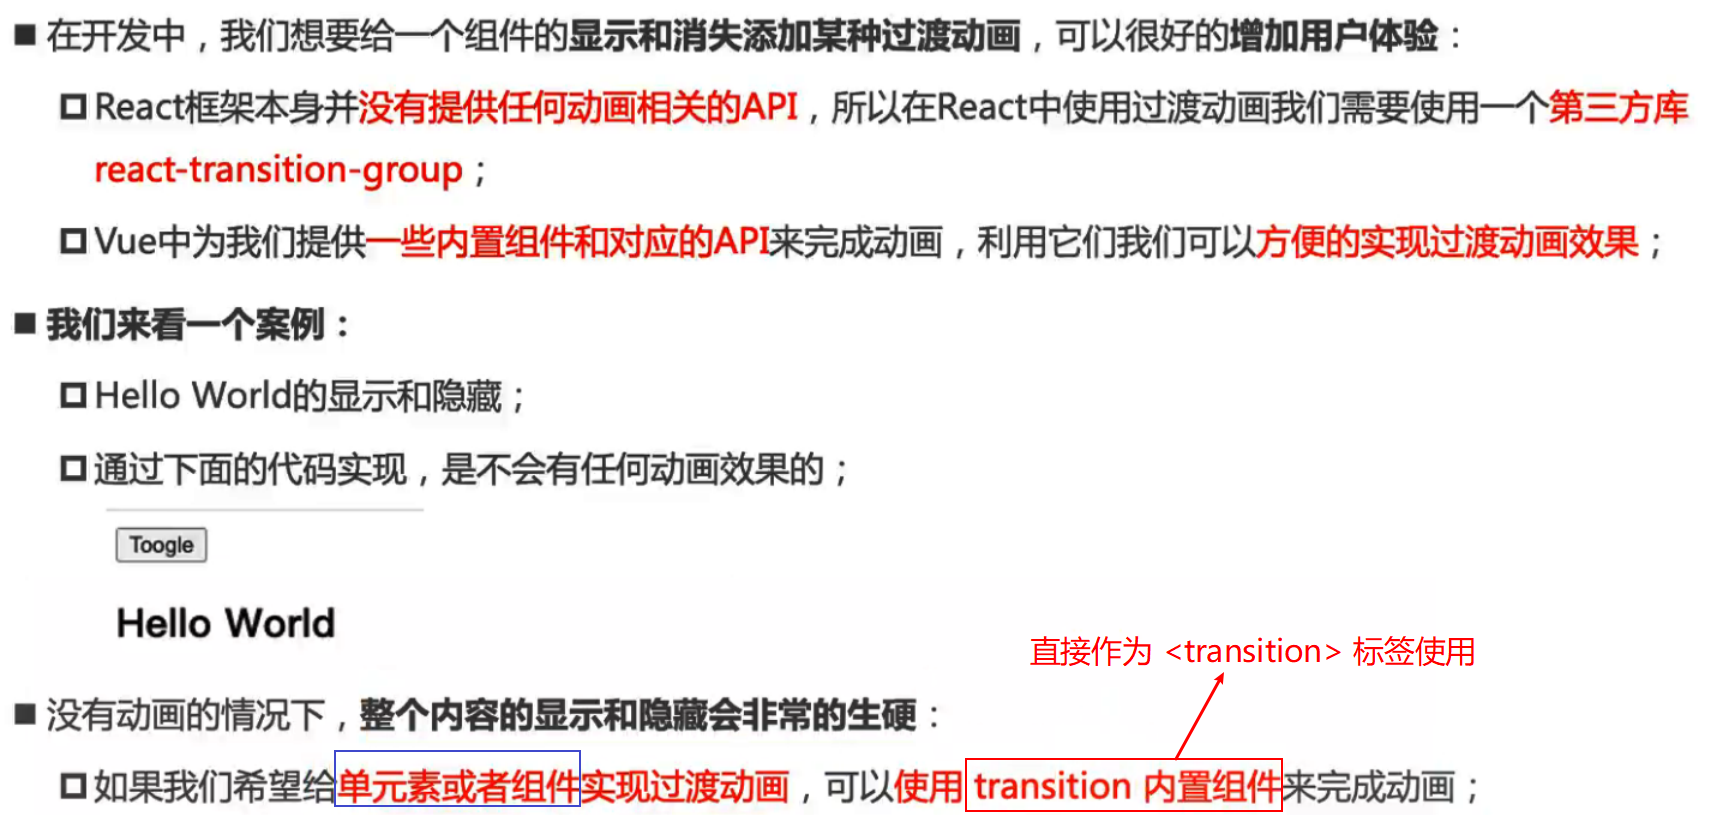 在开发中，我们想要给一个组件的显示和消失添加某种过渡动画，可以很好的增加用户体验：
React框架本身并没有提供任何动画相关的API，所以在React中使用过渡动画我们需要使用一个第三方库
react-transition-group；
Vue中为我们提供一些内置组件和对应的API来完成动画，利用它们我们可以方便的实现过渡动画效果；
我们来看一个案例：
Hello World的显示和隐藏；
通过下面的代码实现，是不会有任何动画效果的；
Toogle
Hello World
直接作为 <transition> 标签使用
没有动画的情况下，整个内容的显示和隐藏会非常的生硬：
如果我们希望给单元素或者组件实现过渡动画，可以使用 transition 内置组件来完成动画；